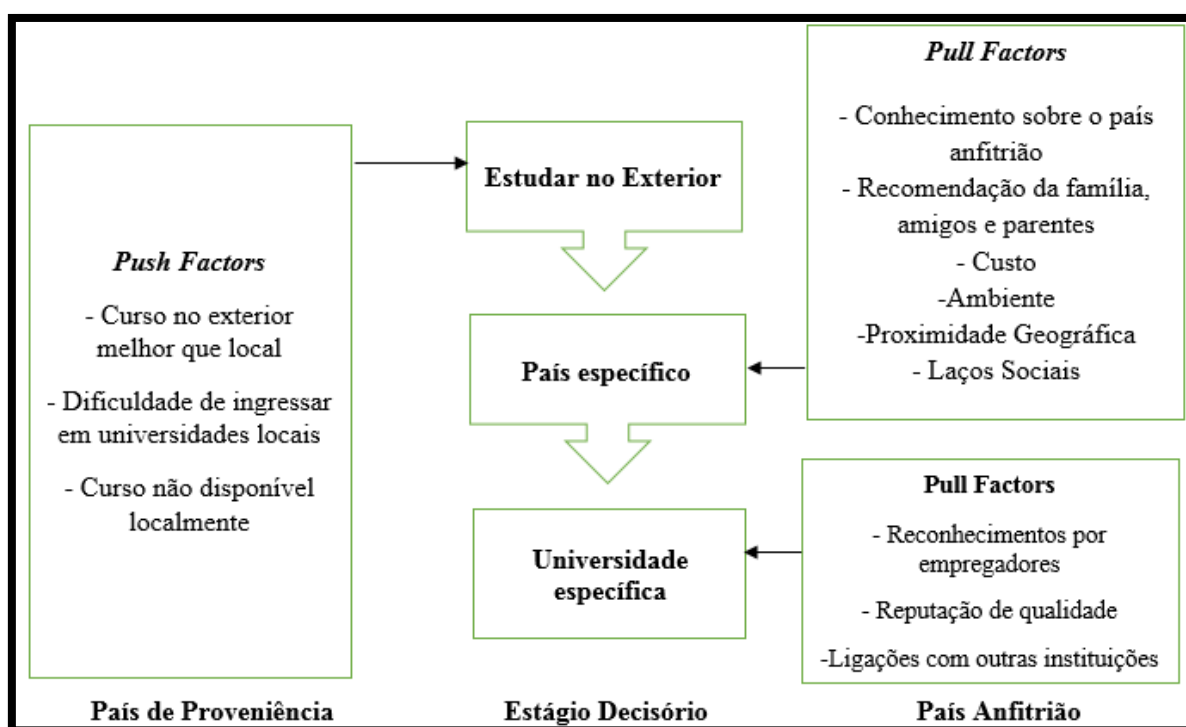 Push Factors
- Curso no exterior
melhor que local
- Dificuldade de ingressar
em universidades locais
- Curso não disponível
localmente
País de Proveniência
Estudar no Exterior
País específico
Universidade
específica
Estágio Decisório
Pull Factors
- Conhecimento sobre o país
anfitrião
- Recomendação da família,
amigos e parentes
- Custo
-Ambiente
-Proximidade Geográfica
- Laços Sociais
Pull Factors
- Reconhecimentos por
empregadores
- Reputação de qualidade
-Ligações com outras instituições
País Anfitrião